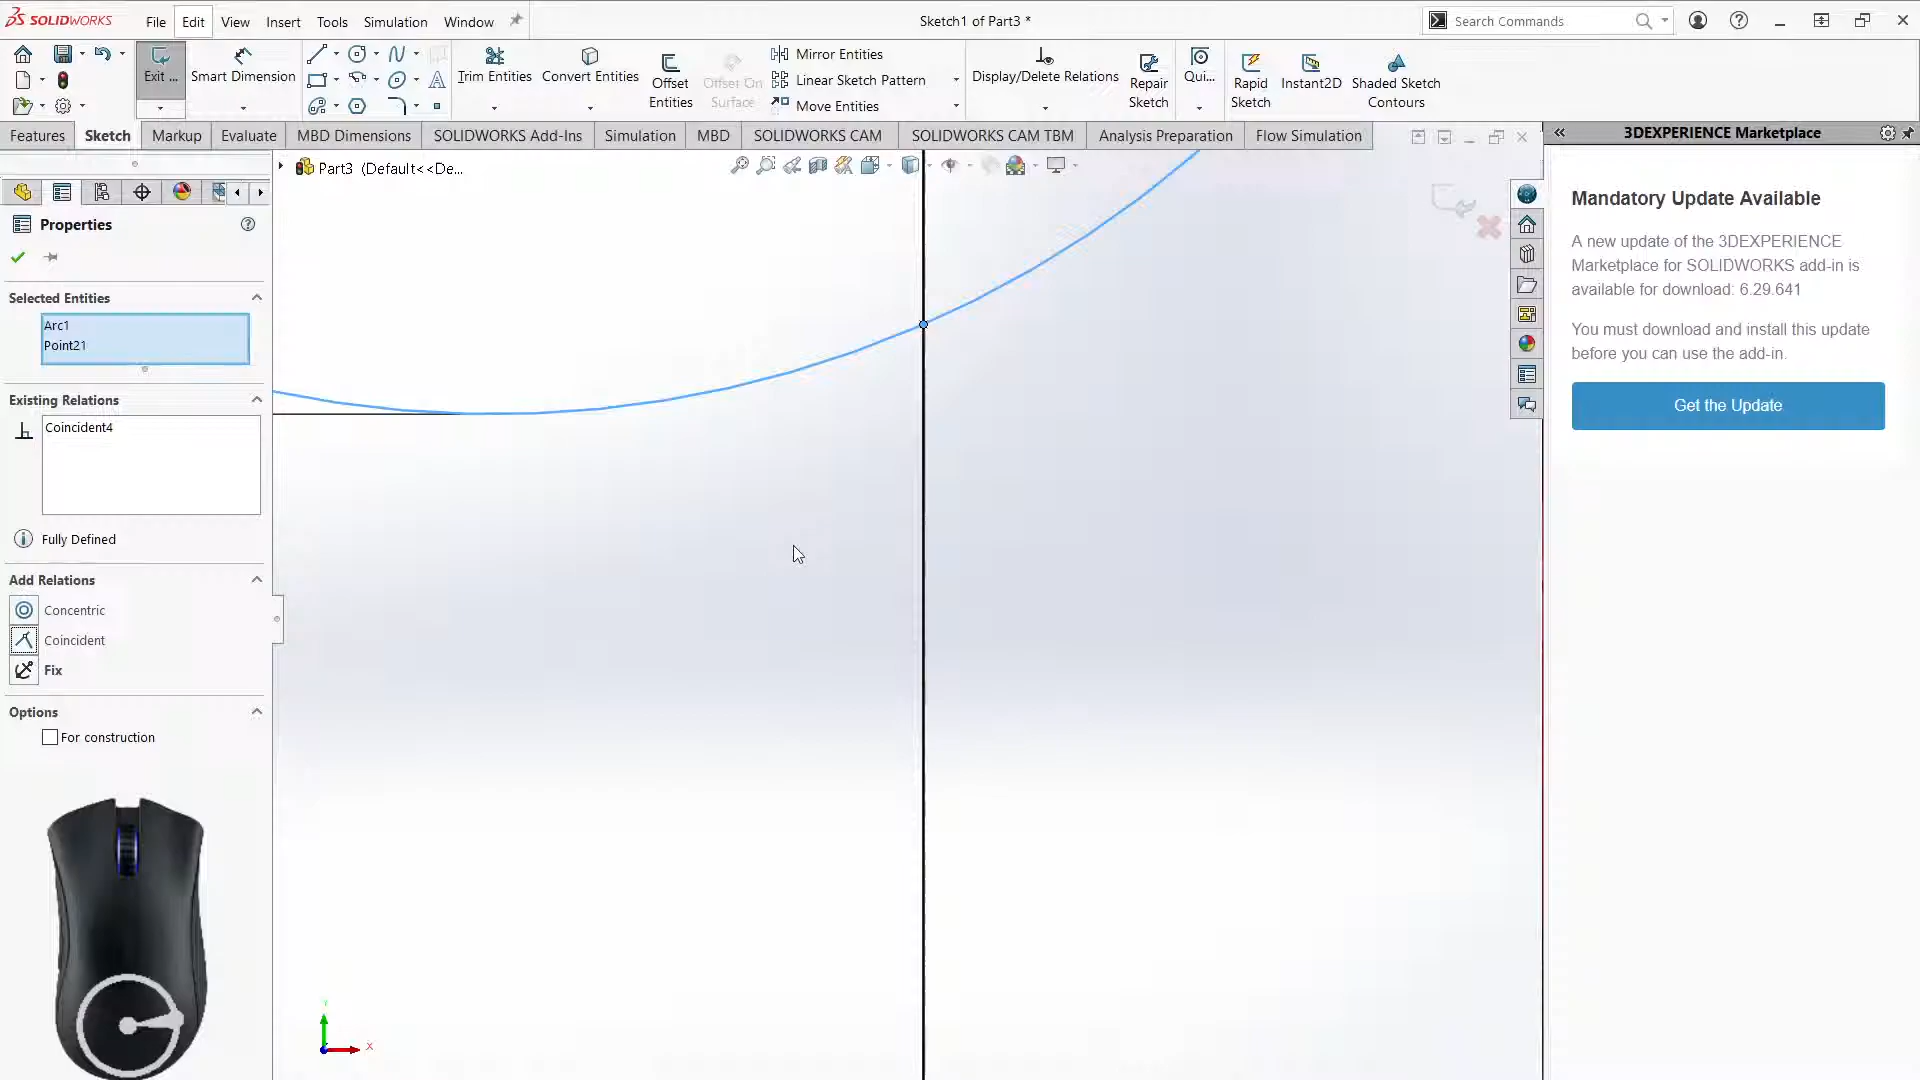 SOLIDWORKS
File
Edit
View
Insert
Tools
Simulation
Window
Sketch1 of Part3 *
Search Commands
Exit ...
Smart Dimension
Trim Entities
Convert Entities
Offset
Entities
Offset On
Surface
Mirror Entities
Linear Sketch Pattern
Move Entities
Display/Delete Relations
Repair
Sketch
Qui...
Rapid
Sketch
Instant2D
Shaded Sketch
Contours
Features
Sketch
Markup
Evaluate
MBD Dimensions
SOLIDWORKS Add-Ins
Simulation
MBD
SOLIDWORKS CAM
SOLIDWORKS CAM TBM
Analysis Preparation
Flow Simulation
3DEXPERIENCE Marketplace
Part3 (Default<<De...
Properties
Selected Entities
Arc1
Point21
Existing Relations
Coincident4
Fully Defined
Add Relations
Concentric
Coincident
Fix
Options
For construction
Y
X
Mandatory Update Available
A new update of the 3DEXPERIENCE
Marketplace for SOLIDWORKS add-in is
available for download: 6.29.641
You must download and install this update
before you can use the add-in.
Get the Update